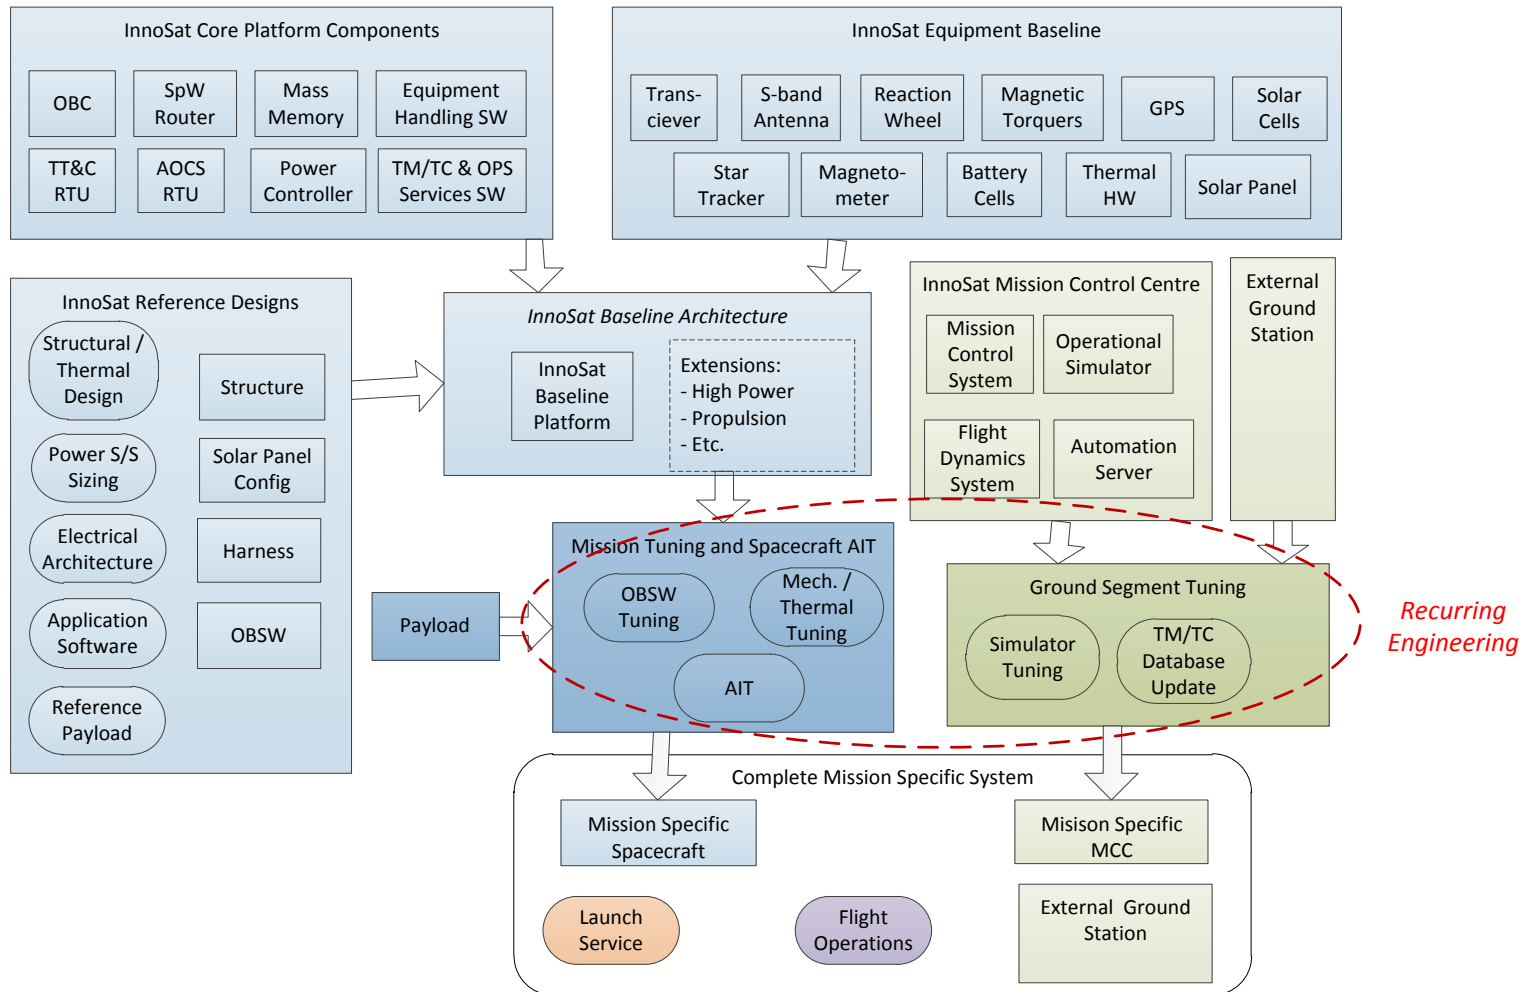 InnoSat Core Platform Components
OBC
SpW
Router
Mass
Memory
Equipment
Handling SW
TT&C
RTU
AOCS
RTU
Power
Controller
TM/TC & OPS
Services SW
InnoSat Equipment Baseline
Trans-
ciever
S-band
Antenna
Reaction
Wheel
Magnetic
Torquers
GPS
Solar
Cells
Star
Tracker
Magneto-
meter
Battery
Cells
Thermal
HW
Solar Panel
InnoSat Reference Designs
Structural /
Thermal
Design
Structure
Power S/S
Sizing
Solar Panel
Config
Electrical
Architecture
Harness
Application
Software
OBSW
Reference
Payload
InnoSat Baseline Architecture
InnoSat
Baseline
Platform
Extensions:
- High Power
- Propulsion
- Etc.
InnoSat Mission Control Centre
Mission
Control
System
Operational
Simulator
Flight
Dynamics
System
Automation
Server
External
Ground
Station
Payload
Mission Tuning and Spacecraft AIT
OBSW
Tuning
Mech. /
Thermal
Tuning
AIT
Ground Segment Tuning
Simulator
Tuning
TM/TC
Database
Update
Recurring
Engineering
Complete Mission Specific System
Mission Specific
Spacecraft
Misison Specific
MCC
Launch
Service
Flight
Operations
External Ground
Station